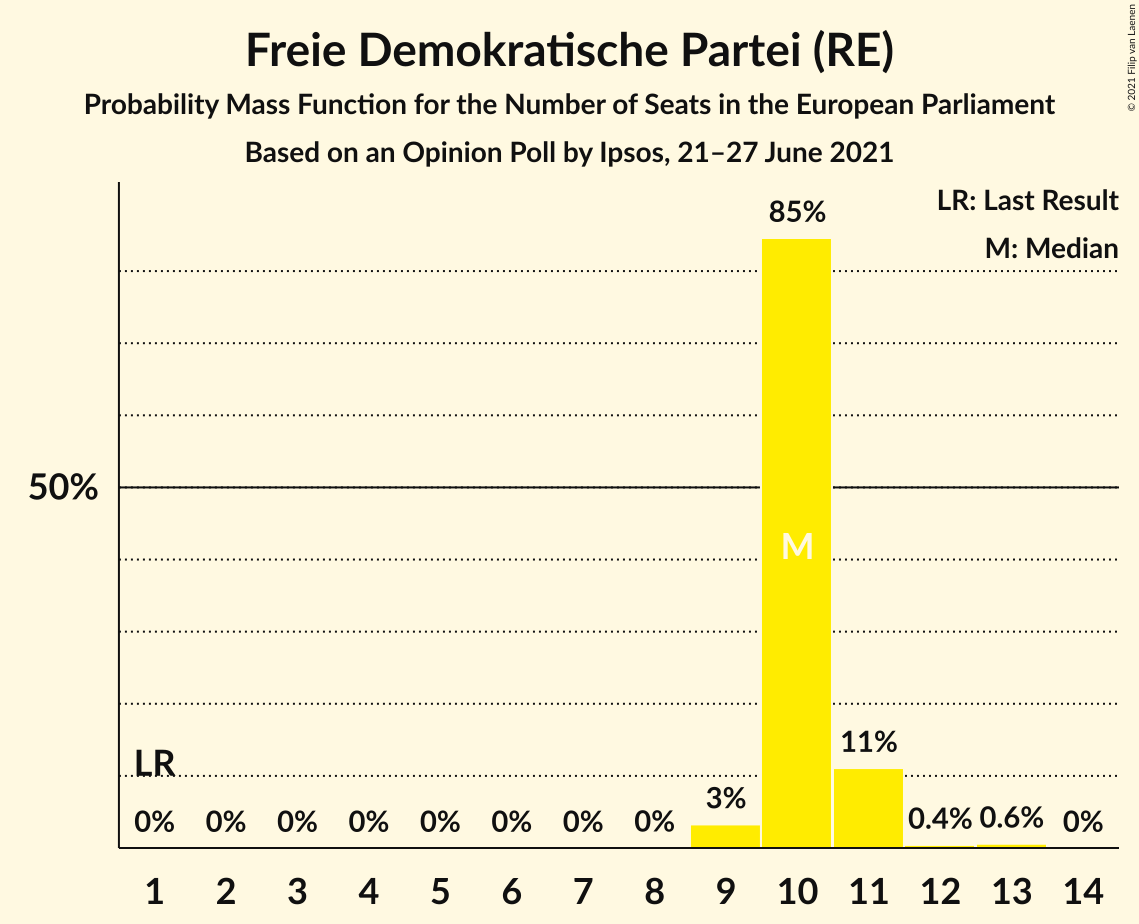 Freie Demokratische Partei (RE)
Probability Mass Function for the Number of Seats in the European Parliament
Based on an Opinion Poll by Ipsos, 21–27 June 2021
© 2021 Filip van Laenen
LR: Last Result
M: Median
85%
50%
M
LR
11%
3%
0% 0% 0% 0% 0% 0% 0% 0% 0.4% 0.6% 0%
1 2 3 4 5 6 7 8 9 10 11 12 13 14